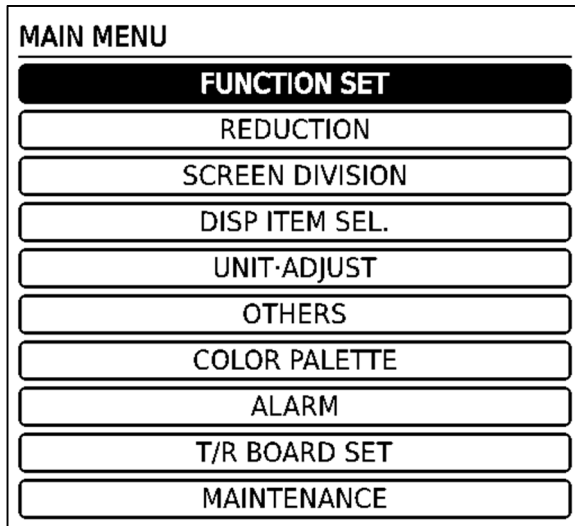 MAIN MENU
FUNCTION SET
REDUCTION
SCREEN DIVISION
DISP ITEM SEL.
UNIT·ADJUST
OTHERS
COLOR PALETTE
ALARM
T/R BOARD SET
MAINTENANCE